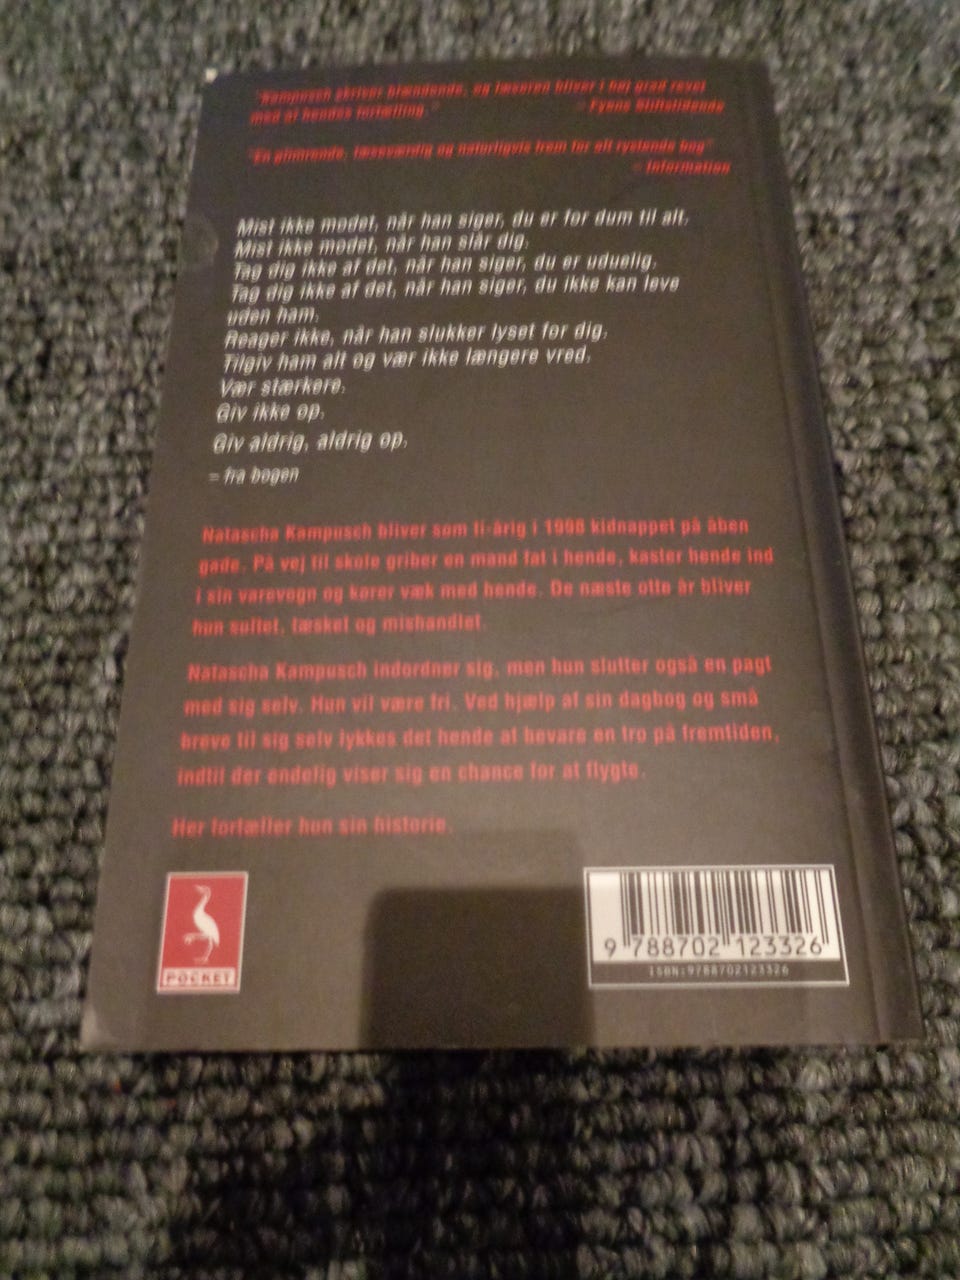 "Kampusch skriver blændende, og læseren bliver i høj grad revet
med af hendes fortælling." – Fyens Stiftstidende
"En glimrende, læseværdig og naturligvis frem for alt rystende bog"
– Information
Mist ikke modet, når han siger, du er for dum til alt.
Mist ikke modet, når han slår dig.
Tag dig ikke af det, når han siger, du er uduelig.
Tag dig ikke af det, når han siger, du ikke kan leve
uden ham.
Reager ikke, når han slukker lyset for dig.
Tilgiv ham alt og vær ikke længere vred.
Vær stærkere.
Giv ikke op.
Giv aldrig, aldrig op.
– fra bogen
Natascha Kampusch bliver som ti-årig i 1998 kidnappet på åben
gade. På vej til skole griber en mand fat i hende, kaster hende ind
i sin varevogn og kører væk med hende. De næste otte år bliver
hun sultet, tæsket og mishandlet.
Natascha Kampusch indordner sig, men hun slutter også en pagt
med sig selv. Hun vil være fri. Ved hjælp af sin dagbog og små
breve til sig selv lykkes det hende at bevare en tro på fremtiden,
indtil der endelig viser sig en chance for at flygte.
Her fortæller hun sin historie.
POCKET
9 788702 123326
ISBN:9788702123326